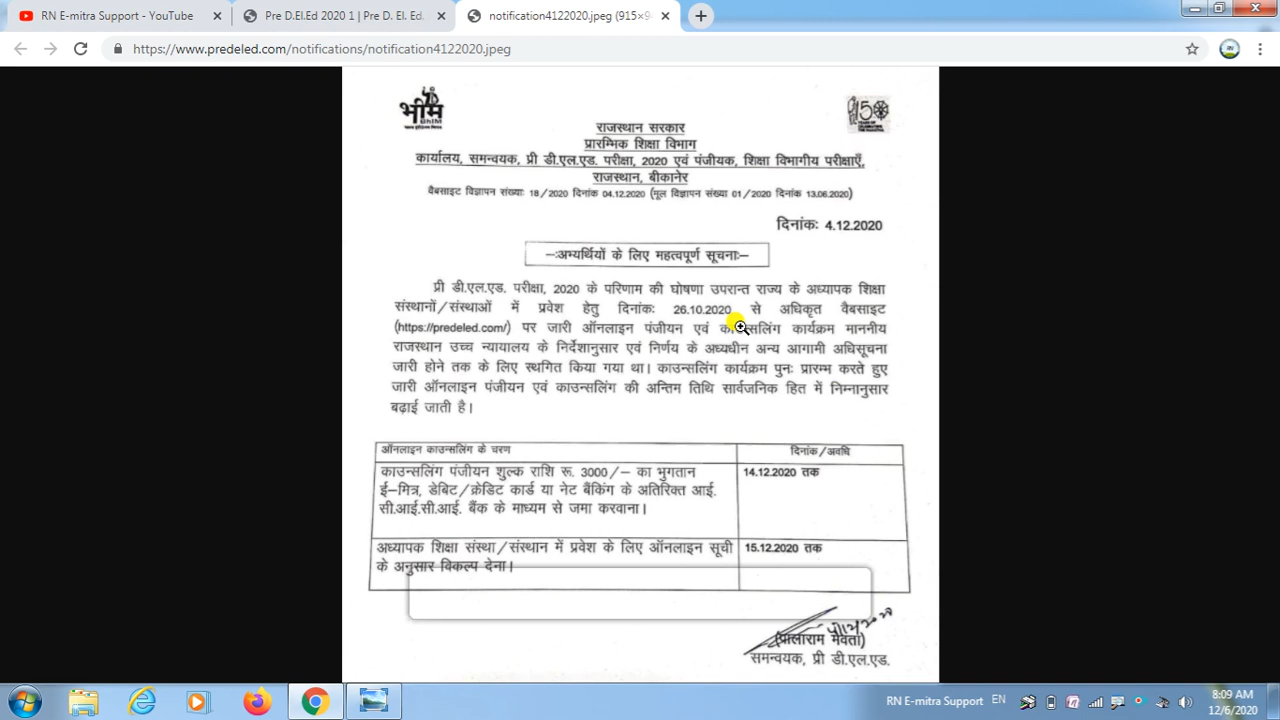 RN E-mitra Support - YouTube
Pre D.El.Ed 2020 1 | Pre D. El. Ed.
notification4122020.jpeg (915×9
https://www.predeled.com/notifications/notification4122020.jpeg
भीम
BHIM
150
YEARS OF
CELEBRATING
THE MAHATMA
राजस्थान सरकार
प्रारम्भिक शिक्षा विभाग
कार्यालय, समन्वयक, प्री डी.एल.एड. परीक्षा, 2020 एवं पंजीयक, शिक्षा विभागीय परीक्षाएँ,
राजस्थान, बीकानेर
वैबसाइट विज्ञापन संख्याः 18/2020 दिनांक 04.12.2020 (मूल विज्ञापन संख्या 01/2020 दिनांक 13.06.2020)
दिनांकः 4.12.2020
–:अभ्यर्थियों के लिए महत्वपूर्ण सूचनाः–
प्री डी.एल.एड. परीक्षा, 2020 के परिणाम की घोषणा उपरान्त राज्य के अध्यापक शिक्षा
संस्थानों/संस्थाओं में प्रवेश हेतु दिनांकः 26.10.2020 से अधिकृत वैबसाइट
(https://predeled.com/) पर जारी ऑनलाइन पंजीयन एवं काउन्सलिंग कार्यक्रम माननीय
राजस्थान उच्च न्यायालय के निर्देशानुसार एवं निर्णय के अध्यधीन अन्य आगामी अधिसूचना
जारी होने तक के लिए स्थगित किया गया था। काउन्सलिंग कार्यक्रम पुनः प्रारम्भ करते हुए
जारी ऑनलाइन पंजीयन एवं काउन्सलिंग की अन्तिम तिथि सार्वजनिक हित में निम्नानुसार
बढ़ाई जाती है।
ऑनलाइन काउन्सलिंग के चरण
दिनांक/अवधि
काउन्सलिंग पंजीयन शुल्क राशि रू. 3000/– का भुगतान
14.12.2020 तक
ई–मित्र, डेबिट/क्रेडिट कार्ड या नेट बैंकिंग के अतिरिक्त आई.
सी.आई.सी.आई. बैंक के माध्यम से जमा करवाना।
अध्यापक शिक्षा संस्था/संस्थान में प्रवेश के लिए ऑनलाइन सूची
15.12.2020 तक
के अनुसार विकल्प देना।
(पालाराम मेवता)
समन्वयक, प्री डी.एल.एड.
RN E-mitra Support
EN
8:09 AM
12/6/2020